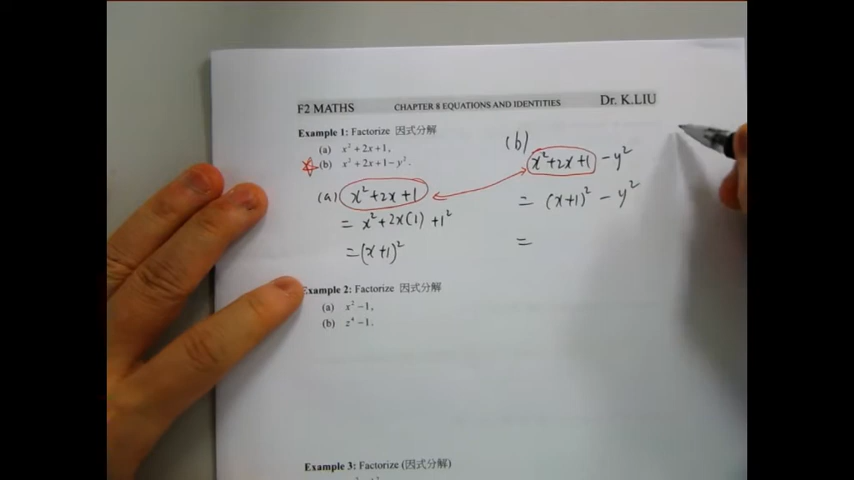 F2 MATHS CHAPTER 8 EQUATIONS AND IDENTITIES Dr. K.LIU
Example 1: Factorize 因式分解
(a) x² + 2x + 1,
(b) x² + 2x + 1 − y².
(a) x² + 2x + 1
= x² + 2x(1) + 1²
= (x + 1)²
(b)
x² + 2x + 1 − y²
= (x+1)² − y²
=
Example 2: Factorize 因式分解
(a) x² − 1,
(b) z⁴ − 1.
Example 3: Factorize (因式分解)